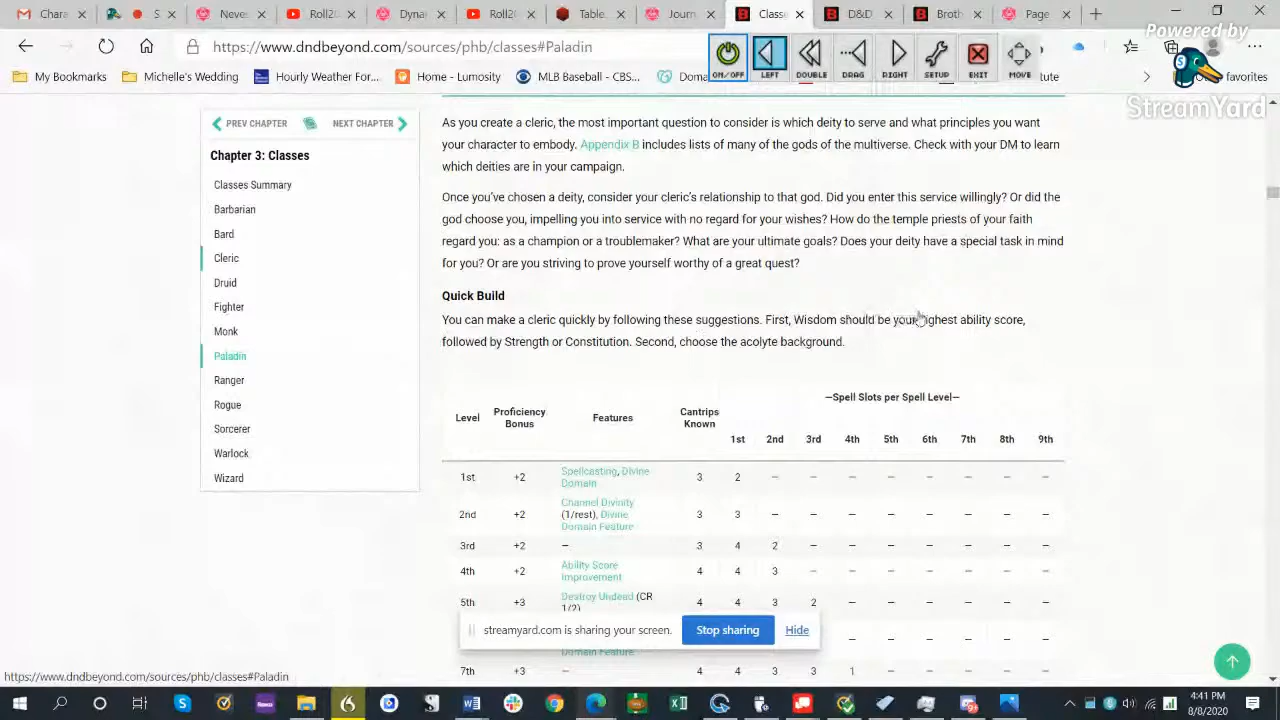 Roll2
Dyna
Roll2
Table
Journ
Classe
D&D
Broth
Page
https://www.dndbeyond.com/sources/phb/classes#Paladin
Powered by
StreamYard
ON/OFF
LEFT
DOUBLE
DRAG
RIGHT
SETUP
EXIT
MOVE
My Bookmarks
Michelle's Wedding
Hourly Weather For...
Home - Lumosity
MLB Baseball - CBS...
favorites
PREV CHAPTER
NEXT CHAPTER
Chapter 3: Classes
Classes Summary
Barbarian
Bard
Cleric
Druid
Fighter
Monk
Paladin
Ranger
Rogue
Sorcerer
Warlock
Wizard
As you create a cleric, the most important question to consider is which deity to serve and what principles you want
your character to embody. Appendix B includes lists of many of the gods of the multiverse. Check with your DM to learn
which deities are in your campaign.
Once you've chosen a deity, consider your cleric's relationship to that god. Did you enter this service willingly? Or did the
god choose you, impelling you into service with no regard for your wishes? How do the temple priests of your faith
regard you: as a champion or a troublemaker? What are your ultimate goals? Does your deity have a special task in mind
for you? Or are you striving to prove yourself worthy of a great quest?
Quick Build
You can make a cleric quickly by following these suggestions. First, Wisdom should be your highest ability score,
followed by Strength or Constitution. Second, choose the acolyte background.
—Spell Slots per Spell Level—
Level Proficiency Bonus Features Cantrips Known 1st 2nd 3rd 4th 5th 6th 7th 8th 9th
1st +2 Spellcasting, Divine Domain 3 2 – – – – – – – –
2nd +2 Channel Divinity (1/rest), Divine Domain Feature 3 3 – – – – – – – –
3rd +2 – 3 4 2 – – – – – – –
4th +2 Ability Score Improvement 4 4 3 – – – – – – –
5th +3 Destroy Undead (CR 1/2) 4 4 3 2 – – – – – –
Domain Feature – – – – – –
7th +3 – 4 4 3 3 1 – – – – –
streamyard.com is sharing your screen.
Stop sharing
Hide
https://www.dndbeyond.com/sources/phb/classes#Paladin
4:41 PM
8/8/2020